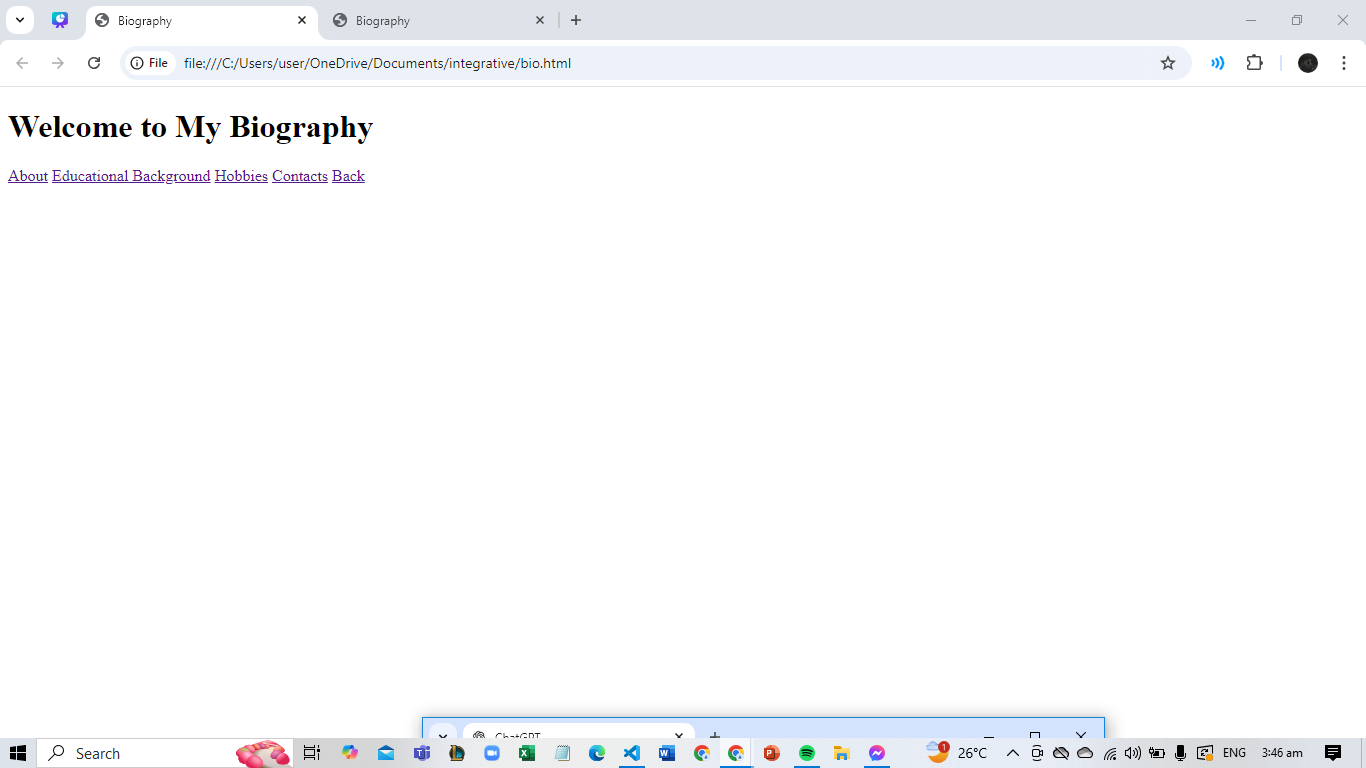 Biography
Biography
File
file:///C:/Users/user/OneDrive/Documents/integrative/bio.html
Welcome to My Biography
About Educational Background Hobbies Contacts Back
ChatGPT
Search
1
26°C
ENG
3:46 am